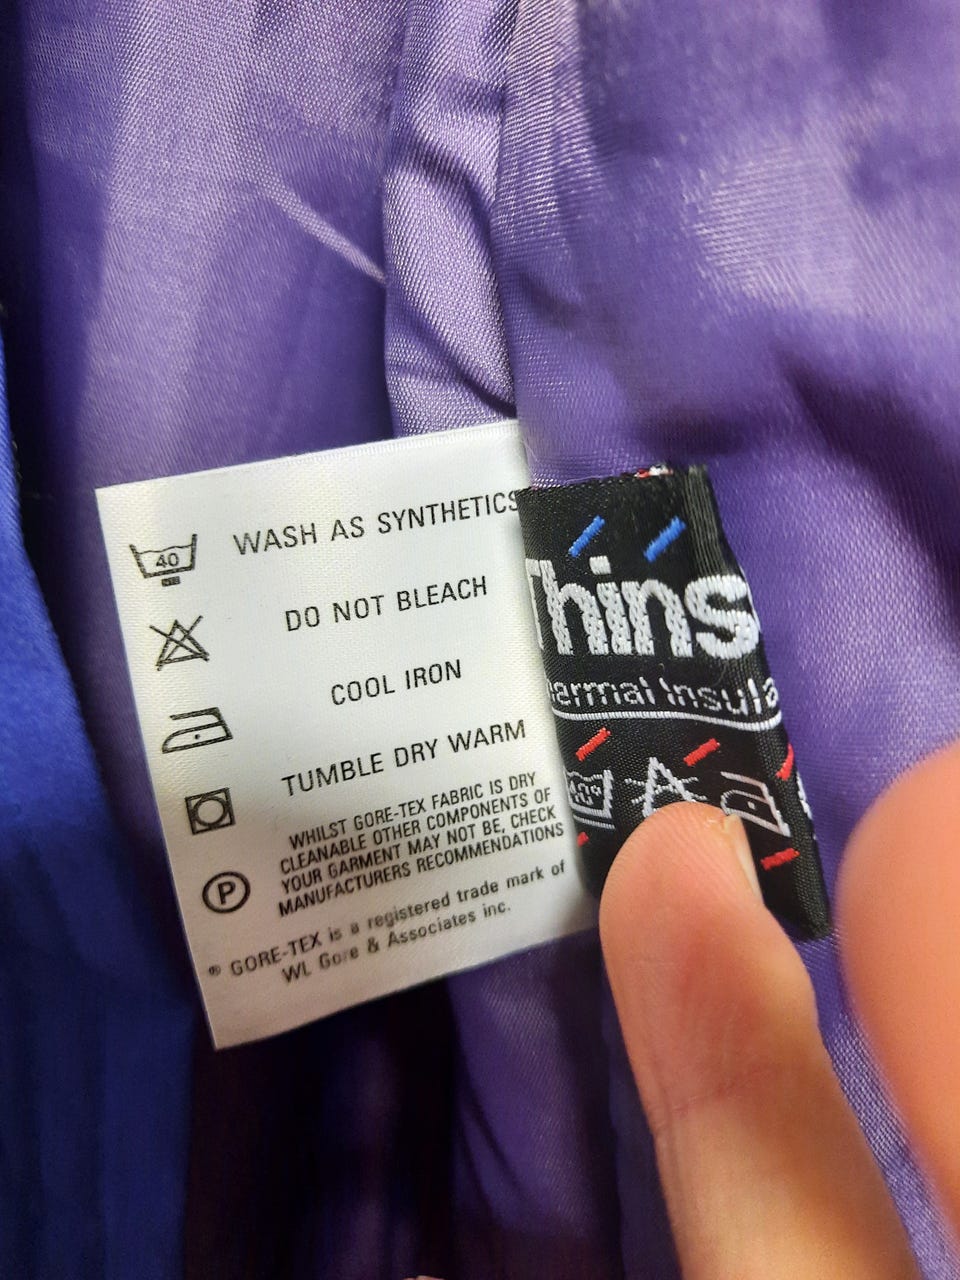 40
WASH AS SYNTHETICS
DO NOT BLEACH
COOL IRON
TUMBLE DRY WARM
P
WHILST GORE-TEX FABRIC IS DRY
CLEANABLE OTHER COMPONENTS OF
YOUR GARMENT MAY NOT BE, CHECK
MANUFACTURERS RECOMMENDATIONS
® GORE-TEX is a registered trade mark of
WL Gore & Associates inc.
Thins
ermal Insula
40°